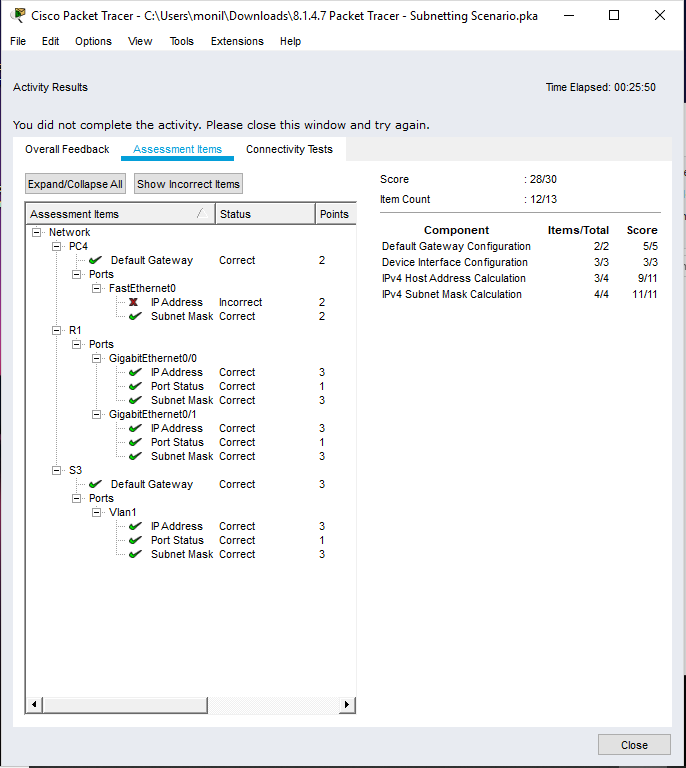 Cisco Packet Tracer - C:\Users\monil\Downloads\8.1.4.7 Packet Tracer - Subnetting Scenario.pka
File Edit Options View Tools Extensions Help
Activity Results Time Elapsed: 00:25:50
You did not complete the activity. Please close this window and try again.
Overall Feedback Assessment Items Connectivity Tests
Expand/Collapse All Show Incorrect Items
Assessment Items Status Points
Network
PC4
Default Gateway Correct 2
Ports
FastEthernet0
IP Address Incorrect 2
Subnet Mask Correct 2
R1
Ports
GigabitEthernet0/0
IP Address Correct 3
Port Status Correct 1
Subnet Mask Correct 3
GigabitEthernet0/1
IP Address Correct 3
Port Status Correct 1
Subnet Mask Correct 3
S3
Default Gateway Correct 3
Ports
Vlan1
IP Address Correct 3
Port Status Correct 1
Subnet Mask Correct 3
Score : 28/30
Item Count : 12/13
Component Items/Total Score
Default Gateway Configuration 2/2 5/5
Device Interface Configuration 3/3 3/3
IPv4 Host Address Calculation 3/4 9/11
IPv4 Subnet Mask Calculation 4/4 11/11
Close